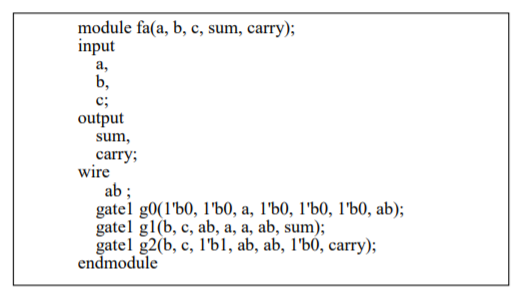 module fa(a, b, c, sum, carry);
input
a,
b,
c;
output
sum,
carry;
wire
ab ;
gate1 g0(1'b0, 1'b0, a, 1'b0, 1'b0, 1'b0, ab);
gate1 g1(b, c, ab, a, a, ab, sum);
gate1 g2(b, c, 1'b1, ab, ab, 1'b0, carry);
endmodule